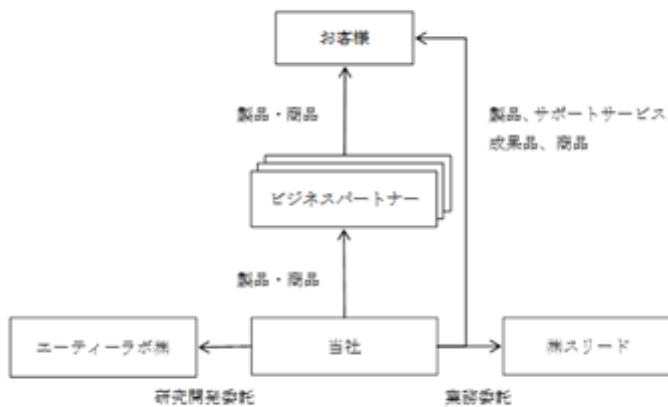 お客様
製品・商品
製品、サポートサービス、
成果品、商品
ビジネスパートナー
製品・商品
エーティーラボ㈱
当社
㈱スリード
研究開発委託
業務委託